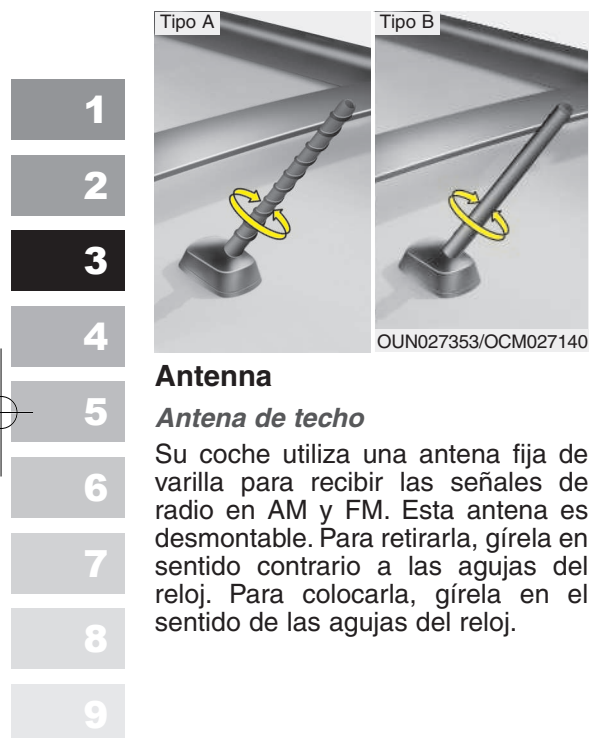 Tipo A
Tipo B
OUN027353/OCM027140
1
2
3
4
5
6
7
8
9
Antenna
Antena de techo
Su coche utiliza una antena fija de
varilla para recibir las señales de
radio en AM y FM. Esta antena es
desmontable. Para retirarla, gírela en
sentido contrario a las agujas del
reloj. Para colocarla, gírela en el
sentido de las agujas del reloj.